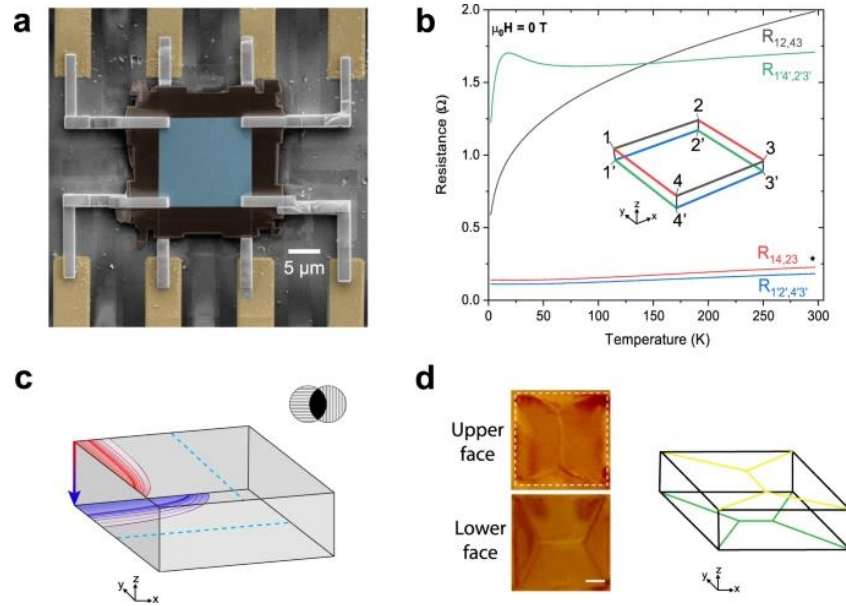 a
5 μm
b
μ₀H = 0 T
R₁₂,₄₃
R₁'₄',₂'₃'
R₁₄,₂₃
*
R₁'₂',₄'₃'
1
2
3
4
1'
2'
3'
4'
y z x
Resistance (Ω)
2.0
1.5
1.0
0.5
0.0
0 50 100 150 200 250 300
Temperature (K)
c
y z x
d
Upper
face
Lower
face
y z x